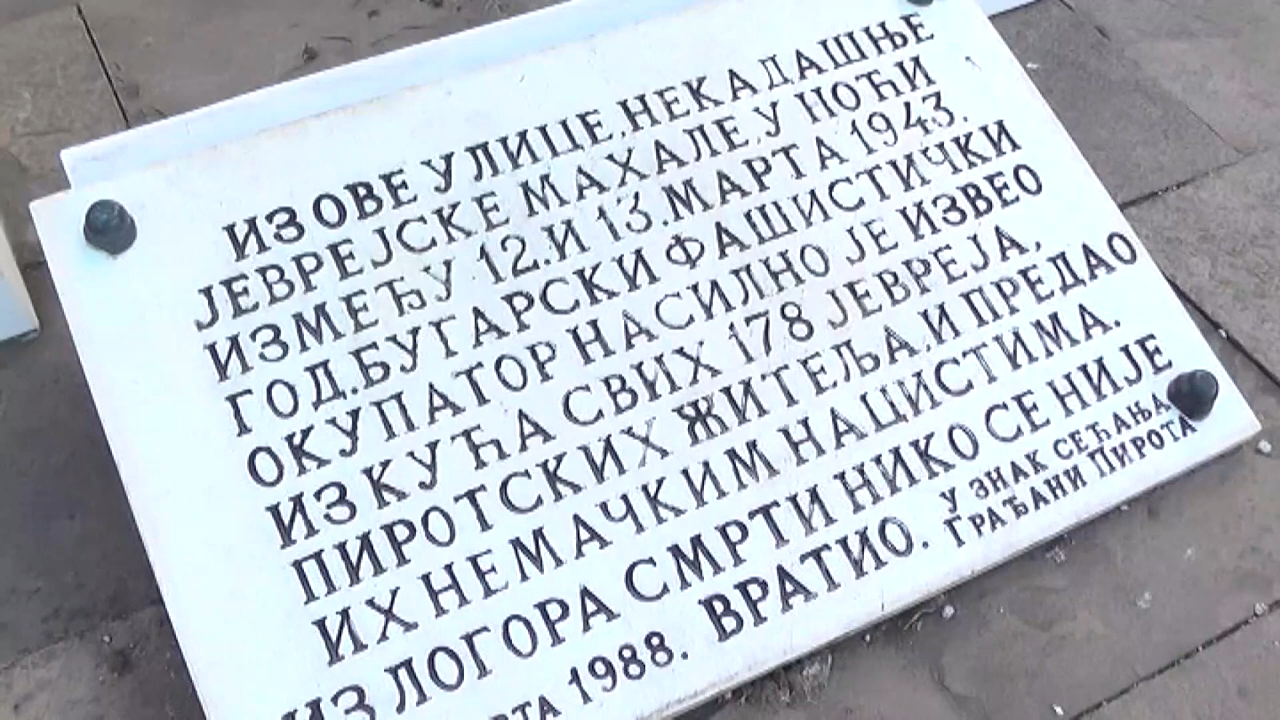 ИЗ ОВЕ УЛИЦЕ, НЕКАДАШЊЕ
ЈЕВРЕЈСКЕ МАХАЛЕ, У НОЋИ
ИЗМЕЂУ 12. И 13. МАРТА 1943.
ГОД. БУГАРСКИ ФАШИСТИЧКИ
ОКУПАТОР НАСИЛНО ЈЕ ИЗВЕО
ИЗ КУЋА СВИХ 178 ЈЕВРЕЈА,
ПИРОТСКИХ ЖИТЕЉА, И ПРЕДАО
ИХ НЕМАЧКИМ НАЦИСТИМА.
ИЗ ЛОГОРА СМРТИ НИКО СЕ НИЈЕ
ВРАТИО.
У ЗНАК СЕЋАЊА,
ГРАЂАНИ ПИРОТА
1988.